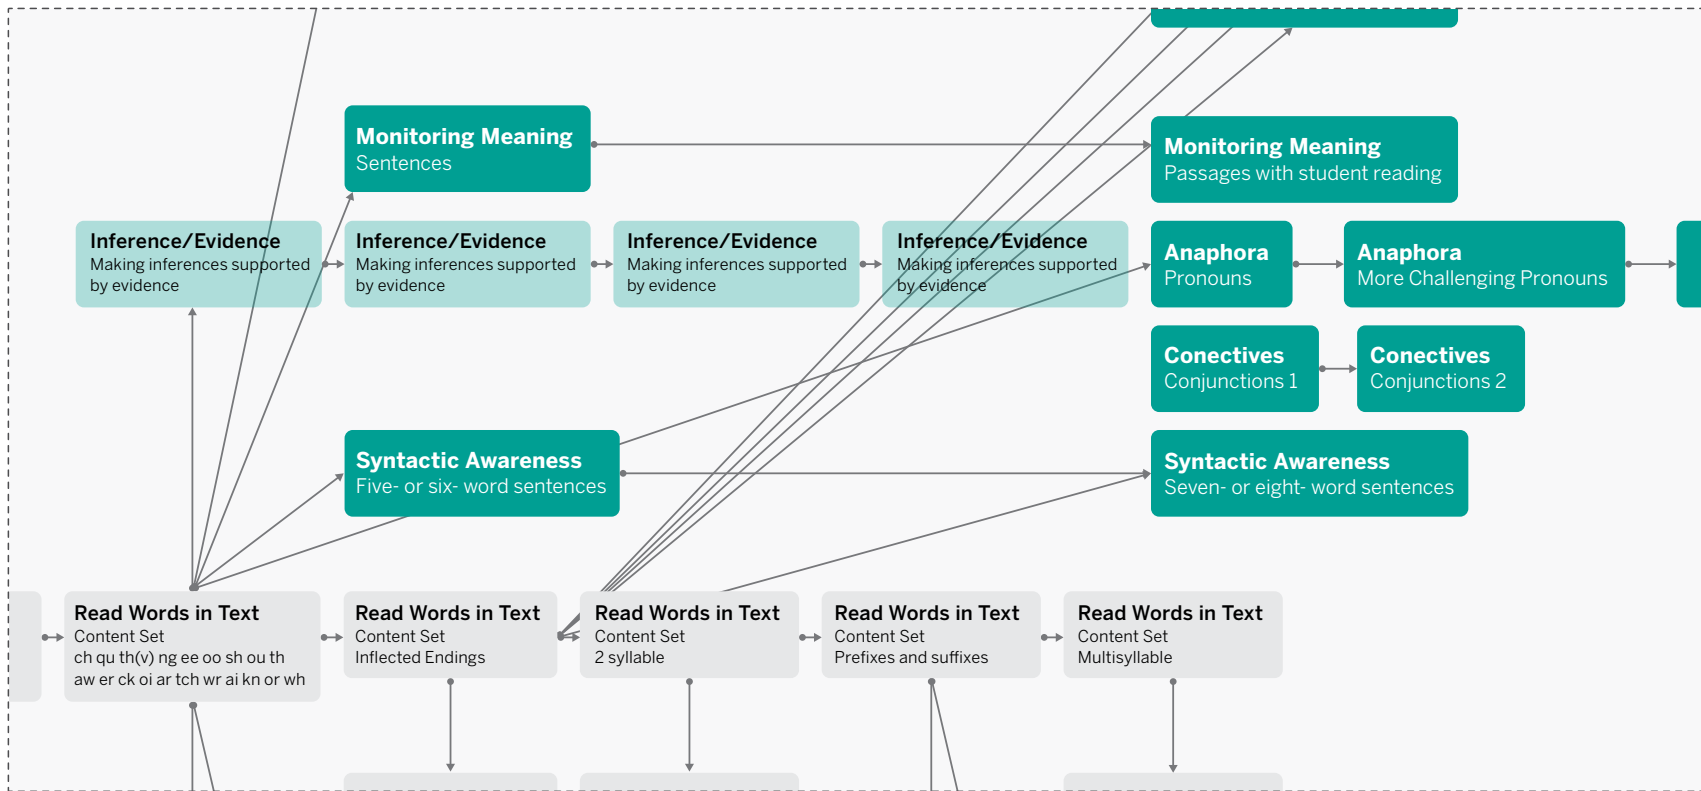 Monitoring Meaning
Sentences
Monitoring Meaning
Passages with student reading
Inference/Evidence
Making inferences supported
by evidence
Inference/Evidence
Making inferences supported
by evidence
Inference/Evidence
Making inferences supported
by evidence
Inference/Evidence
Making inferences supported
by evidence
Anaphora
Pronouns
Anaphora
More Challenging Pronouns
Conectives
Conjunctions 1
Conectives
Conjunctions 2
Syntactic Awareness
Five- or six- word sentences
Syntactic Awareness
Seven- or eight- word sentences
Read Words in Text
Content Set
ch qu th(v) ng ee oo sh ou th
aw er ck oi ar tch wr ai kn or wh
Read Words in Text
Content Set
Inflected Endings
Read Words in Text
Content Set
2 syllable
Read Words in Text
Content Set
Prefixes and suffixes
Read Words in Text
Content Set
Multisyllable